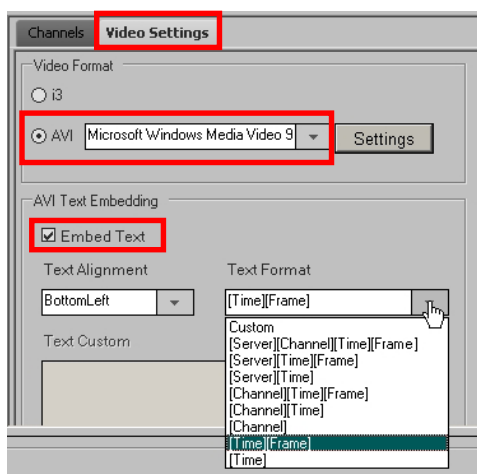 Channels Video Settings
Video Format
i3
AVI Microsoft Windows Media Video 9 Settings
AVI Text Embedding
Embed Text
Text Alignment Text Format
BottomLeft [Time][Frame]
Text Custom
Custom
[Server][Channel][Time][Frame]
[Server][Time][Frame]
[Server][Time]
[Channel][Time][Frame]
[Channel][Time]
[Channel]
[Time][Frame]
[Time]